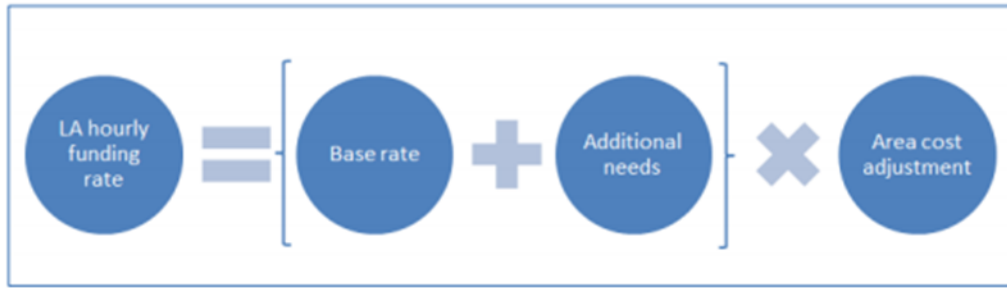 LA hourly
funding
rate
Base rate
Additional
needs
Area cost
adjustment